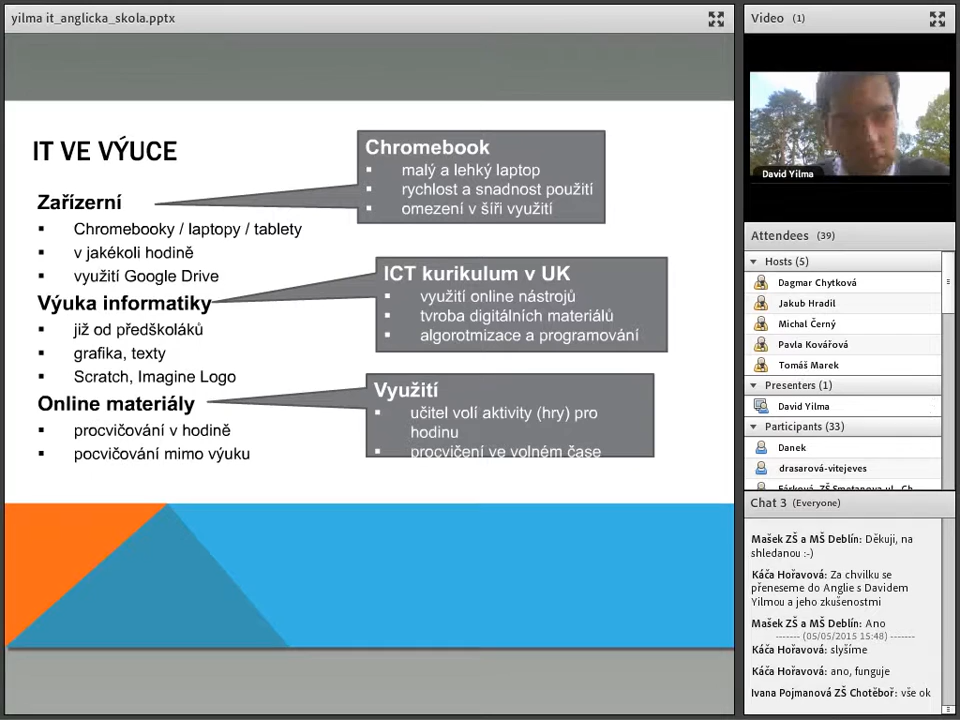 yilma it_anglicka_skola.pptx
IT VE VÝUCE
Zařízerní
▪ Chromebooky / laptopy / tablety
▪ v jakékoli hodině
▪ využití Google Drive
Výuka informatiky
▪ již od předškoláků
▪ grafika, texty
▪ Scratch, Imagine Logo
Online materiály
▪ procvičování v hodině
▪ pocvičování mimo výuku
Chromebook
▪ malý a lehký laptop
▪ rychlost a snadnost použití
▪ omezení v šíři využití
ICT kurikulum v UK
▪ využití online nástrojů
▪ tvroba digitálních materiálů
▪ algorotmizace a programování
Využití
▪ učitel volí aktivity (hry) pro
hodinu
▪ procvičení ve volném čase
Video (1)
David Yilma
Attendees (39)
Hosts (5)
Dagmar Chytková
Jakub Hradil
Michal Černý
Pavla Kovářová
Tomáš Marek
Presenters (1)
David Yilma
Participants (33)
Danek
drasarová-vitejeves
Fárková, ZŠ Smetanova ul., Ch
Chat 3 (Everyone)
Mašek ZŠ a MŠ Deblín: Děkuji, na
shledanou :-)
Káča Hořavová: Za chvilku se
přeneseme do Anglie s Davidem
Yilmou a jeho zkušenostmi
Mašek ZŠ a MŠ Deblín: Ano
------- (05/05/2015 15:48) -------
Káča Hořavová: slyšíme
Káča Hořavová: ano, funguje
Ivana Pojmanová ZŠ Chotěboř: vše ok